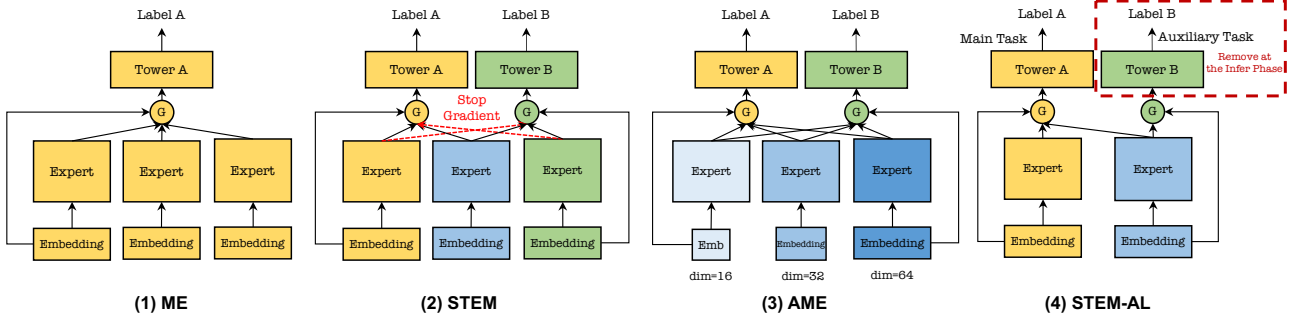 Label A
Tower A
G
Expert Expert Expert
Embedding Embedding Embedding
(1) ME
Label A Label B
Tower A Tower B
Stop
Gradient
G G
Expert Expert Expert
Embedding Embedding Embedding
(2) STEM
Label A Label B
Tower A Tower B
G G
Expert Expert Expert
Emb Embedding Embedding
dim=16 dim=32 dim=64
(3) AME
Label A Label B
Main Task Auxiliary Task
Tower A Tower B
Remove at
the Infer Phase
G G
Expert Expert
Embedding Embedding
(4) STEM-AL